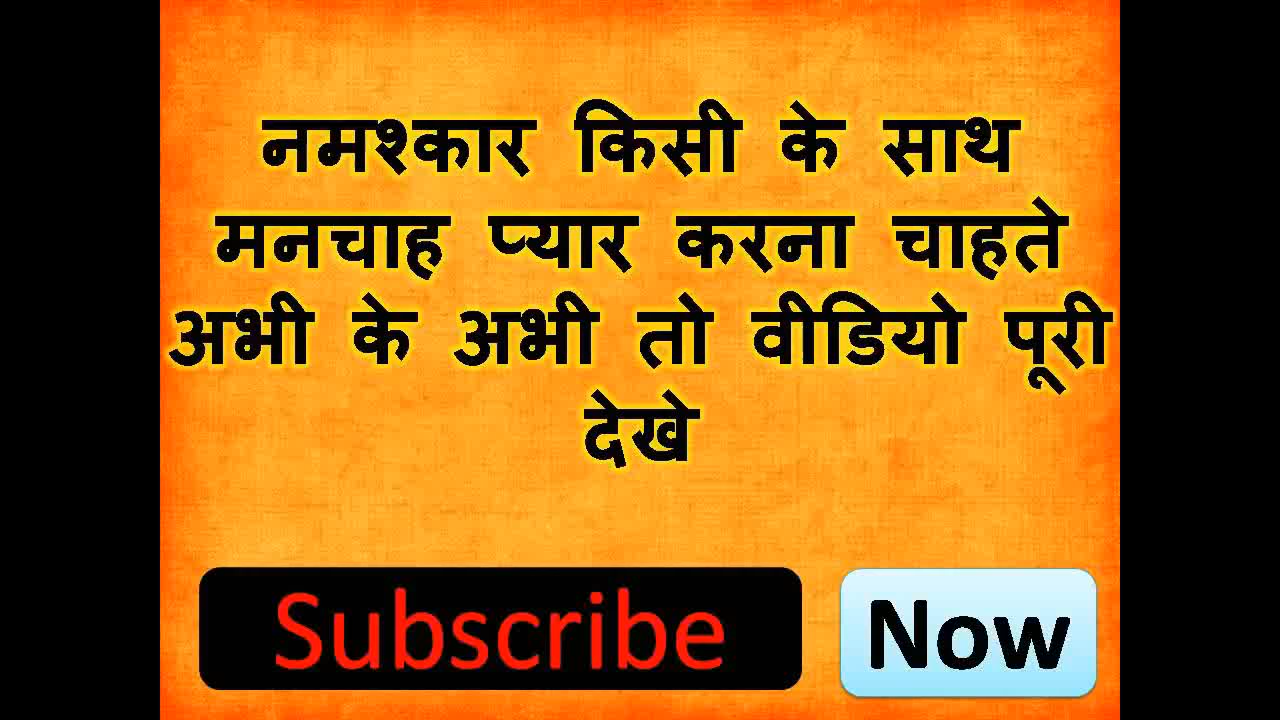 नमश्कार किसी के साथ
मनचाह प्यार करना चाहते
अभी के अभी तो वीडियो पूरी
देखे
Subscribe Now